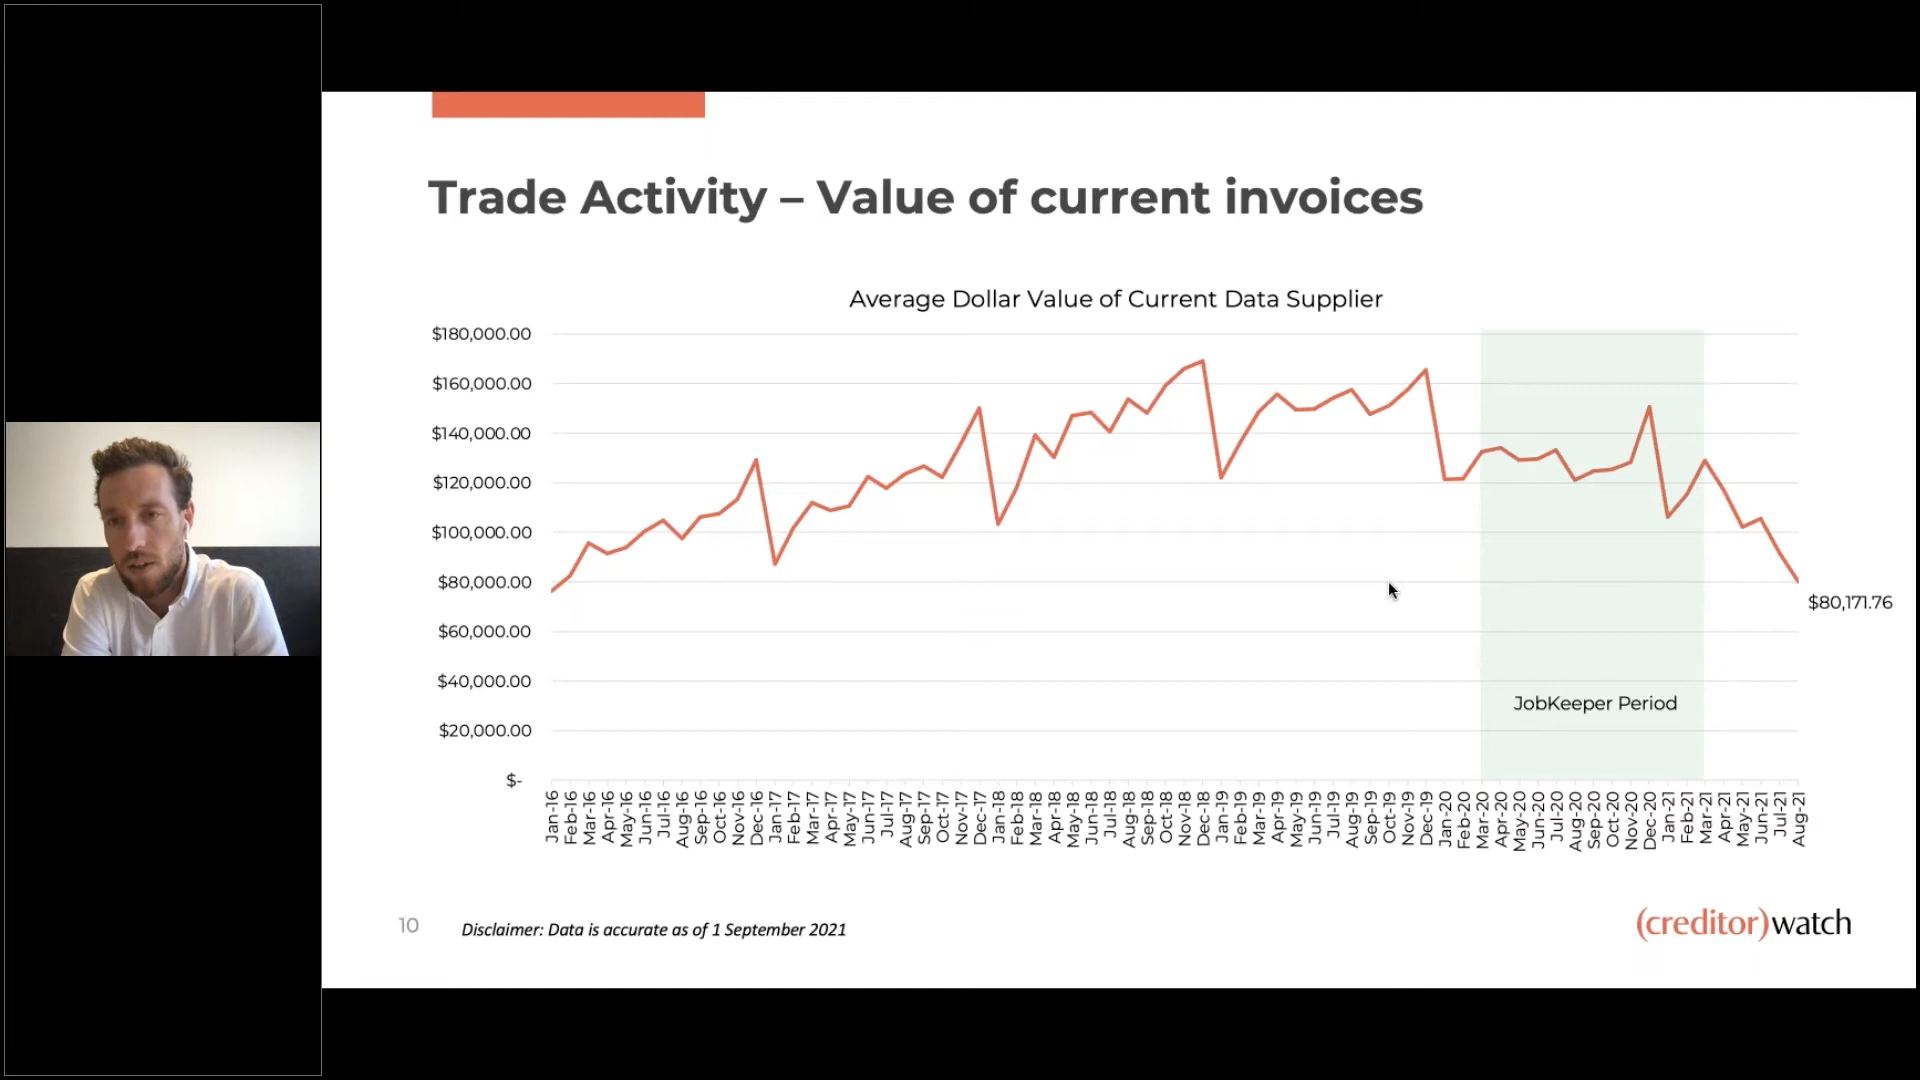 Trade Activity – Value of current invoices
Average Dollar Value of Current Data Supplier
$180,000.00
$160,000.00
$140,000.00
$120,000.00
$100,000.00
$80,000.00
$60,000.00
$40,000.00
$20,000.00
$-
$80,171.76
JobKeeper Period
Jan-16
Feb-16
Mar-16
Apr-16
May-16
Jun-16
Jul-16
Aug-16
Sep-16
Oct-16
Nov-16
Dec-16
Jan-17
Feb-17
Mar-17
Apr-17
May-17
Jun-17
Jul-17
Aug-17
Sep-17
Oct-17
Nov-17
Dec-17
Jan-18
Feb-18
Mar-18
Apr-18
May-18
Jun-18
Jul-18
Aug-18
Sep-18
Oct-18
Nov-18
Dec-18
Jan-19
Feb-19
Mar-19
Apr-19
May-19
Jun-19
Jul-19
Aug-19
Sep-19
Oct-19
Nov-19
Dec-19
Jan-20
Feb-20
Mar-20
Apr-20
May-20
Jun-20
Jul-20
Aug-20
Sep-20
Oct-20
Nov-20
Dec-20
Jan-21
Feb-21
Mar-21
Apr-21
May-21
Jun-21
Jul-21
Aug-21
10
Disclaimer: Data is accurate as of 1 September 2021
(creditor)watch